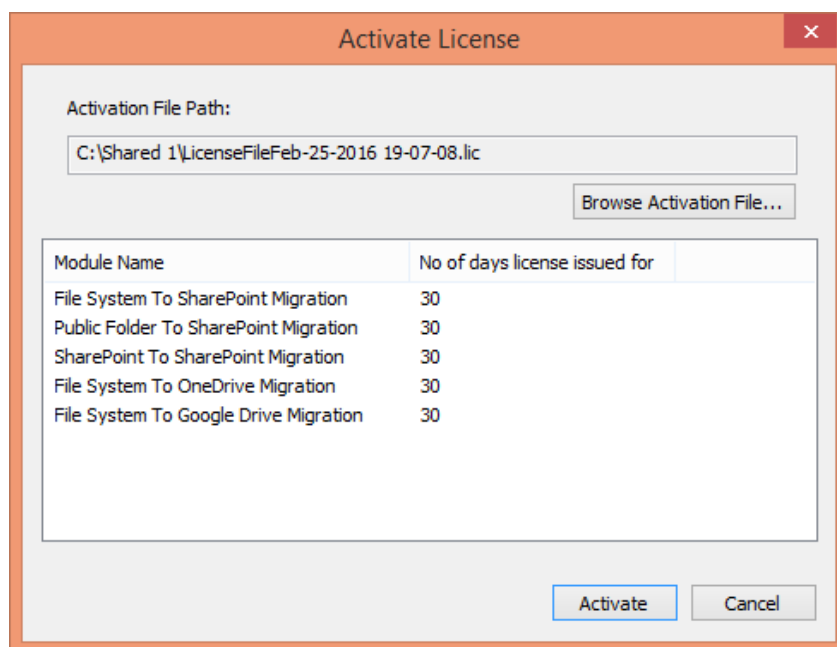 Activate License
Activation File Path:
C:\Shared 1\LicenseFileFeb-25-2016 19-07-08.lic
Browse Activation File...
Module Name No of days license issued for
File System To SharePoint Migration 30
Public Folder To SharePoint Migration 30
SharePoint To SharePoint Migration 30
File System To OneDrive Migration 30
File System To Google Drive Migration 30
Activate Cancel